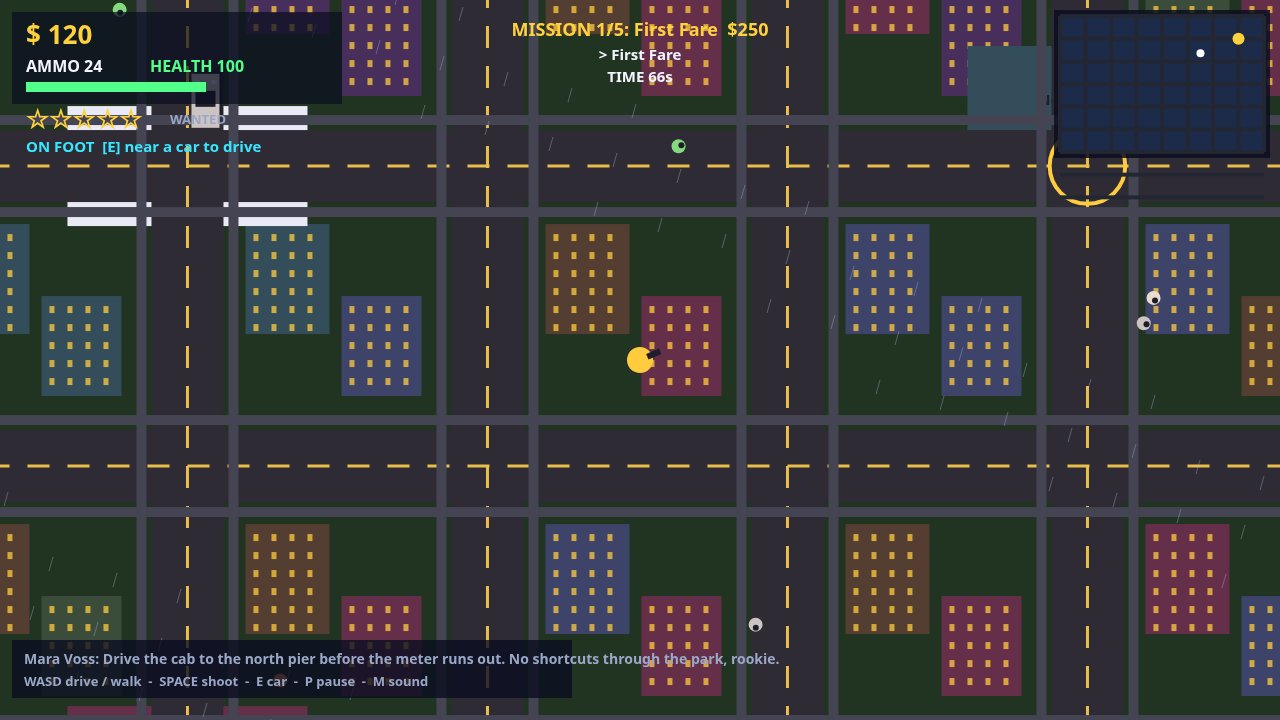 $ 120
AMMO 24 HEALTH 100
WANTED
ON FOOT [E] near a car to drive
MISSION 1/5: First Fare $250
> First Fare
TIME 66s
Mara Voss: Drive the cab to the north pier before the meter runs out. No shortcuts through the park, rookie.
WASD drive / walk - SPACE shoot - E car - P pause - M sound